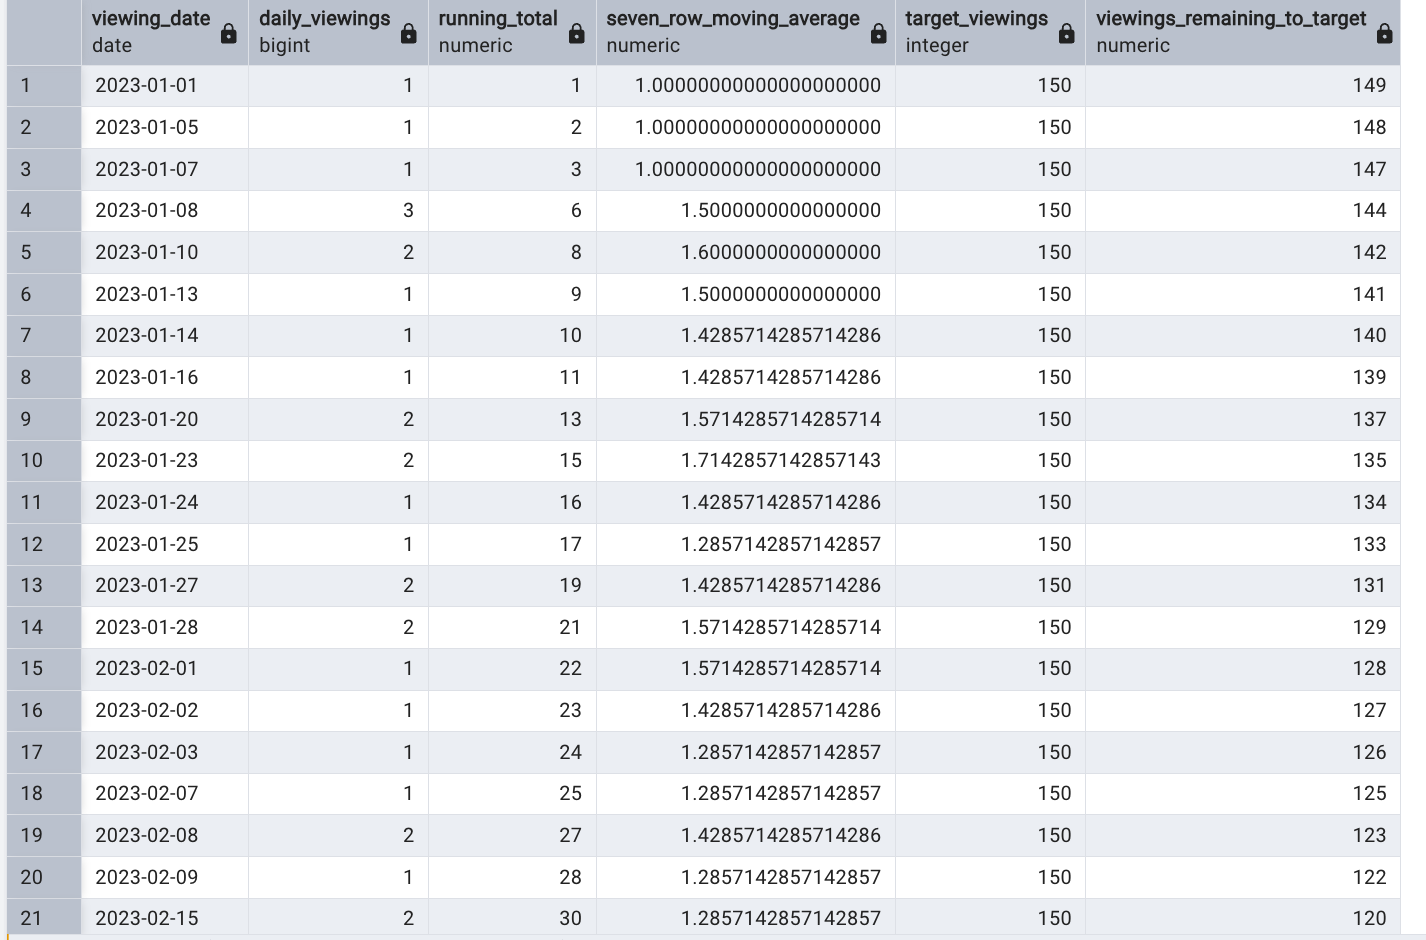 viewing_date daily_viewings running_total seven_row_moving_average target_viewings viewings_remaining_to_target
date bigint numeric numeric integer numeric
1 2023-01-01 1 1 1.00000000000000000000 150 149
2 2023-01-05 1 2 1.00000000000000000000 150 148
3 2023-01-07 1 3 1.00000000000000000000 150 147
4 2023-01-08 3 6 1.5000000000000000 150 144
5 2023-01-10 2 8 1.6000000000000000 150 142
6 2023-01-13 1 9 1.5000000000000000 150 141
7 2023-01-14 1 10 1.4285714285714286 150 140
8 2023-01-16 1 11 1.4285714285714286 150 139
9 2023-01-20 2 13 1.5714285714285714 150 137
10 2023-01-23 2 15 1.7142857142857143 150 135
11 2023-01-24 1 16 1.4285714285714286 150 134
12 2023-01-25 1 17 1.2857142857142857 150 133
13 2023-01-27 2 19 1.4285714285714286 150 131
14 2023-01-28 2 21 1.5714285714285714 150 129
15 2023-02-01 1 22 1.5714285714285714 150 128
16 2023-02-02 1 23 1.4285714285714286 150 127
17 2023-02-03 1 24 1.2857142857142857 150 126
18 2023-02-07 1 25 1.2857142857142857 150 125
19 2023-02-08 2 27 1.4285714285714286 150 123
20 2023-02-09 1 28 1.2857142857142857 150 122
21 2023-02-15 2 30 1.2857142857142857 150 120